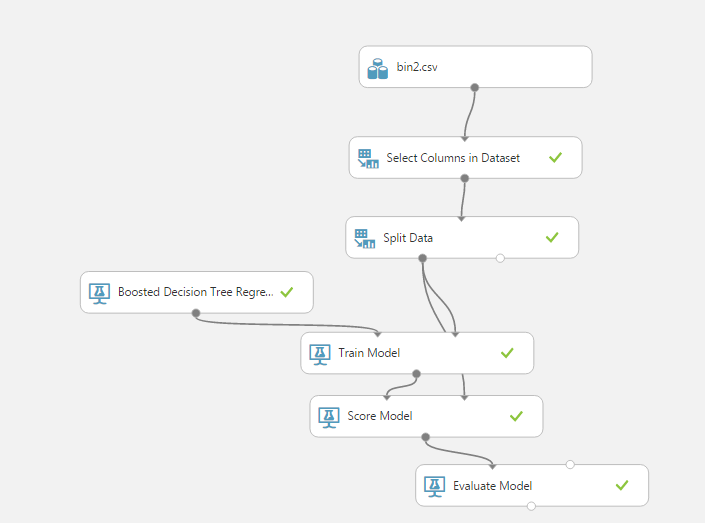 bin2.csv
Select Columns in Dataset
Split Data
Boosted Decision Tree Regre...
Train Model
Score Model
Evaluate Model